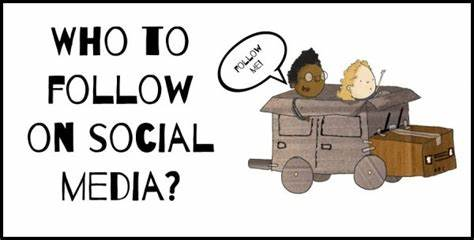 WHO TO
FOLLOW
ON SOCIAL
MEDIA?
FOLLOW
ME!